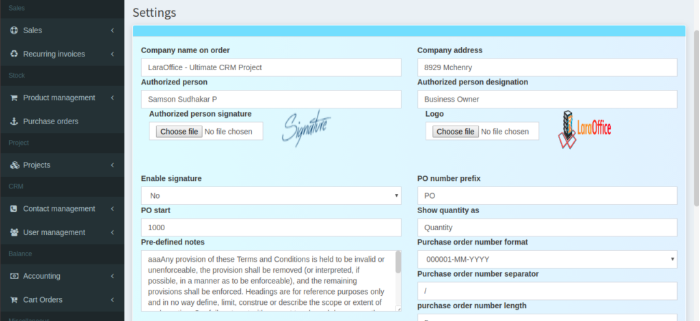 Sales
Settings
Sales
Recurring invoices
Stock
Product management
Purchase orders
Project
Projects
CRM
Contact management
User management
Balance
Accounting
Cart Orders
Company name on order
LaraOffice - Ultimate CRM Project
Company address
8929 Mchenry
Authorized person
Samson Sudhakar P
Authorized person designation
Business Owner
Authorized person signature
Choose file No file chosen
Signature
Logo
Choose file No file chosen
LaraOffice
Enable signature
No
PO number prefix
PO
PO start
1000
Show quantity as
Quantity
Pre-defined notes
aaaAny provision of these Terms and Conditions is held to be invalid or
unenforceable, the provision shall be removed (or interpreted, if
possible, in a manner as to be enforceable), and the remaining
provisions shall be enforced. Headings are for reference purposes only
and in no way define, limit, construe or describe the scope or extent of
Purchase order number format
000001-MM-YYYY
Purchase order number separator
/
purchase order number length